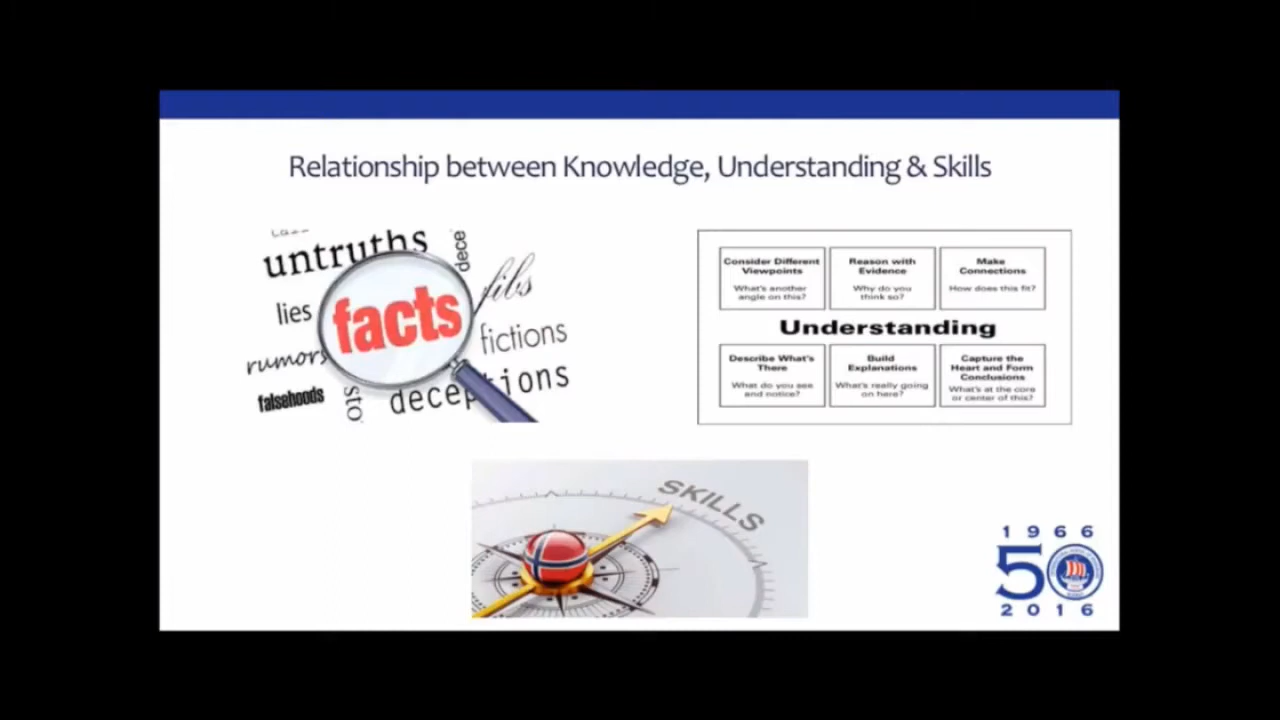 Relationship between Knowledge, Understanding & Skills
untruths
dece
fibs
lies
facts
fictions
rumors
falsehoods
sto
deceptions
Consider Different
Viewpoints
What's another
angle on this?
Reason with
Evidence
Why do you
think so?
Make
Connections
How does this fit?
Understanding
Describe What's
There
What do you see
and notice?
Build
Explanations
What's really going
on here?
Capture the
Heart and Form
Conclusions
What's at the core
or center of this?
SKILLS
1966
50
2016